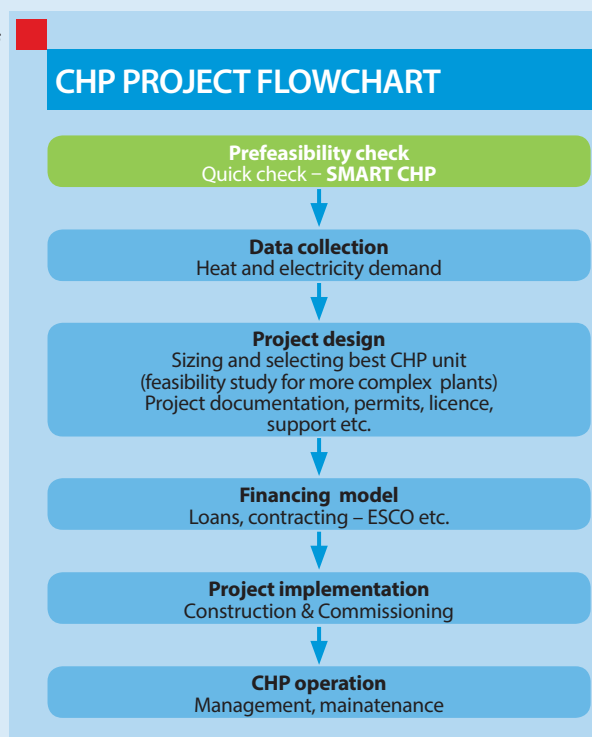 CHP PROJECT FLOWCHART
Prefeasibility check
Quick check – SMART CHP
Data collection
Heat and electricity demand
Project design
Sizing and selecting best CHP unit
(feasibility study for more complex plants)
Project documentation, permits, licence,
support etc.
Financing model
Loans, contracting – ESCO etc.
Project implementation
Construction & Commissioning
CHP operation
Management, mainatenance